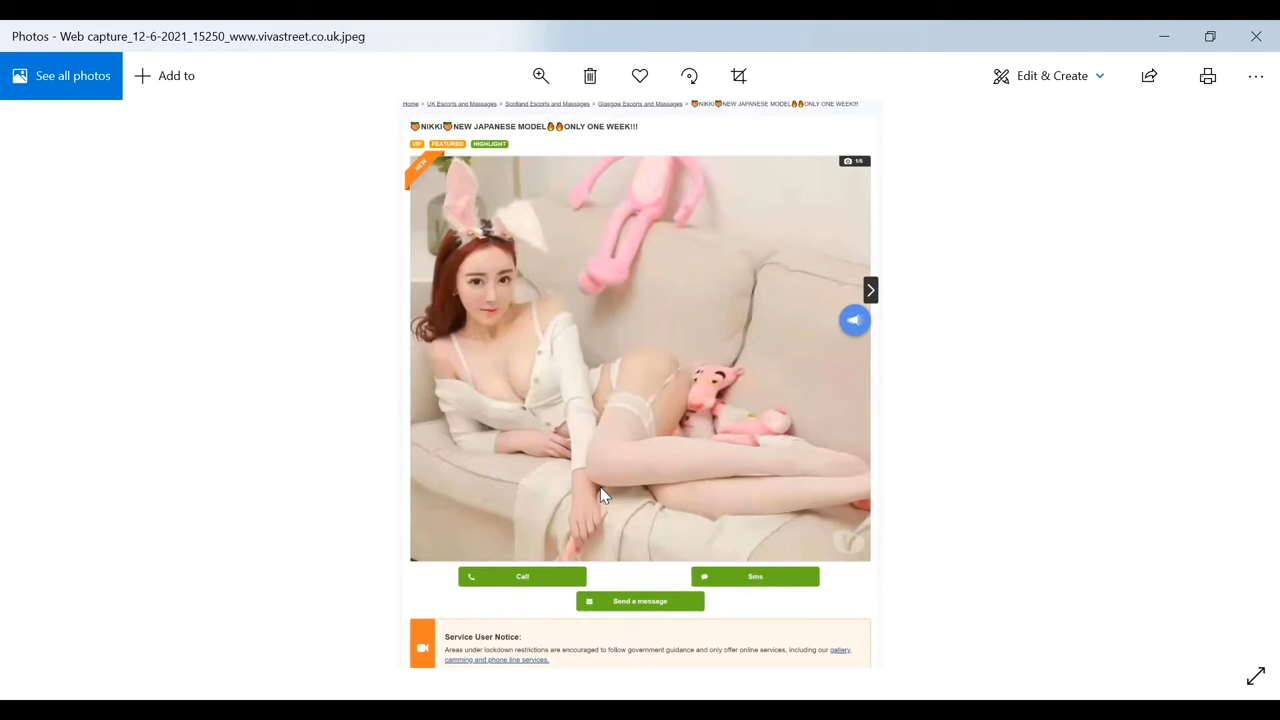 Photos - Web capture_12-6-2021_15250_www.vivastreet.co.uk.jpeg
See all photos
Add to
Edit & Create
Home > UK Escorts and Massages > Scotland Escorts and Massages > Glasgow Escorts and Massages > 🍑NIKKI🍑NEW JAPANESE MODEL🔥🔥ONLY ONE WEEK!!!
🍑NIKKI🍑NEW JAPANESE MODEL🔥🔥ONLY ONE WEEK!!!
VIP FEATURED HIGHLIGHT
NEW
1/5
Call
Sms
Send a message
Service User Notice:
Areas under lockdown restrictions are encouraged to follow government guidance and only offer online services, including our gallery,
camming and phone line services.